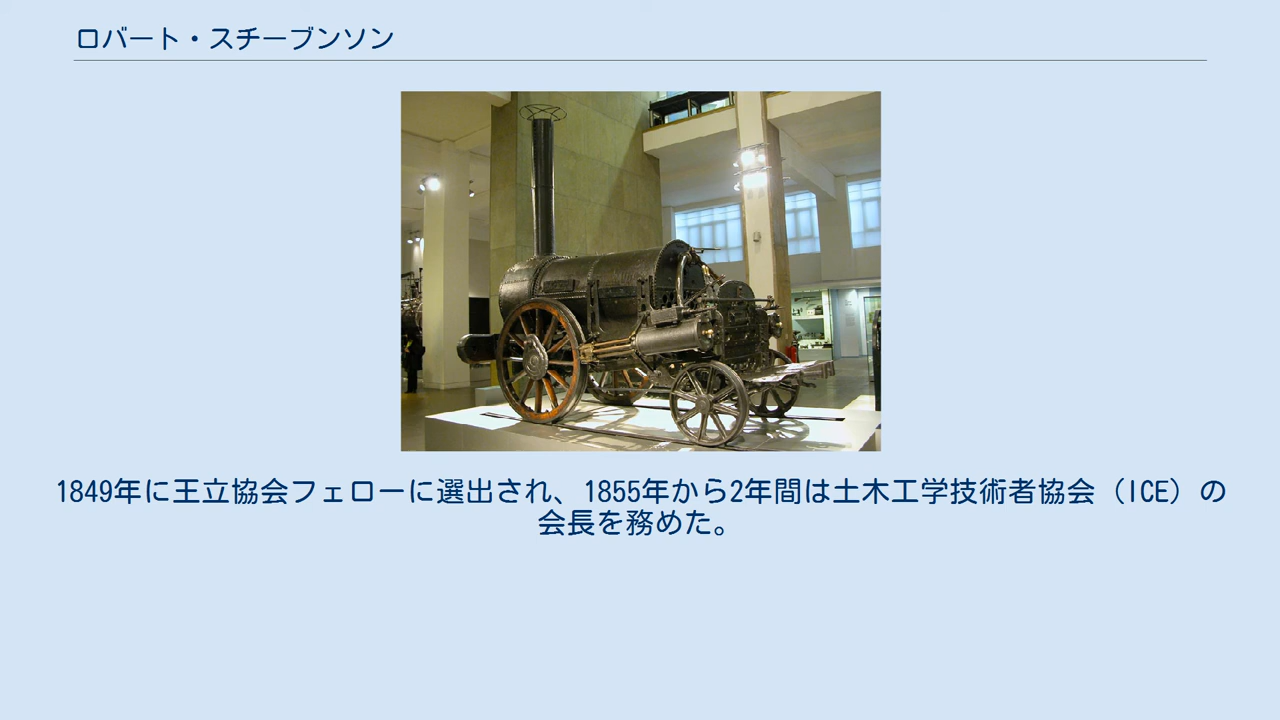 ロバート・スチーブンソン
1849年に王立協会フェローに選出され、1855年から2年間は土木工学技術者協会（ICE）の
会長を務めた。